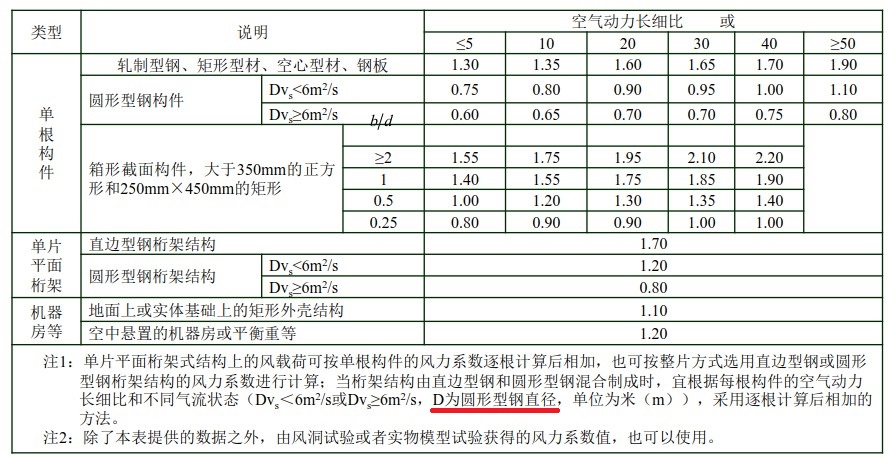 类型 说明 空气动力长细比 或
≤5 10 20 30 40 ≥50
单根构件 轧制型钢、矩形型材、空心型材、钢板 1.30 1.35 1.60 1.65 1.70 1.90
圆形型钢构件 Dvs<6m²/s 0.75 0.80 0.90 0.95 1.00 1.10
Dvs≥6m²/s 0.60 0.65 0.70 0.70 0.75 0.80
箱形截面构件，大于350mm的正方形和250mm×450mm的矩形 b/d
≥2 1.55 1.75 1.95 2.10 2.20
1 1.40 1.55 1.75 1.85 1.90
0.5 1.00 1.20 1.30 1.35 1.40
0.25 0.80 0.90 0.90 1.00 1.00
单片平面桁架 直边型钢桁架结构 1.70
圆形型钢桁架结构 Dvs<6m²/s 1.20
Dvs≥6m²/s 0.80
机器房等 地面上或实体基础上的矩形外壳结构 1.10
空中悬置的机器房或平衡重等 1.20
注1：单片平面桁架式结构上的风载荷可按单根构件的风力系数逐根计算后相加，也可按整片方式选用直边型钢或圆形
型钢桁架结构的风力系数进行计算；当桁架结构由直边型钢和圆形型钢混合制成时，宜根据每根构件的空气动力
长细比和不同气流状态（Dvs＜6m²/s或Dvs≥6m²/s，D为圆形型钢直径，单位为米（m）），采用逐根计算后相加的
方法。
注2：除了本表提供的数据之外，由风洞试验或者实物模型试验获得的风力系数值，也可以使用。